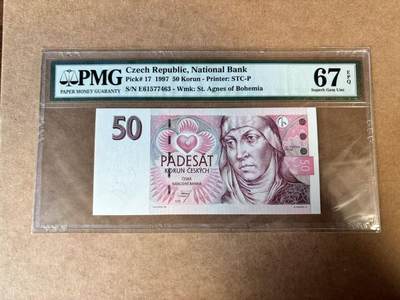 PMG
PAPER MONEY GUARANTY
Czech Republic, National Bank
Pick# 17 1997 50 Korun - Printer: STC-P
S/N E61577463 - Wmk: St. Agnes of Bohemia
67 EPQ
Superb Gem Unc
50
PADESÁT
KORUN ČESKÝCH
ČESKÁ
NÁRODNÍ BANKA
50